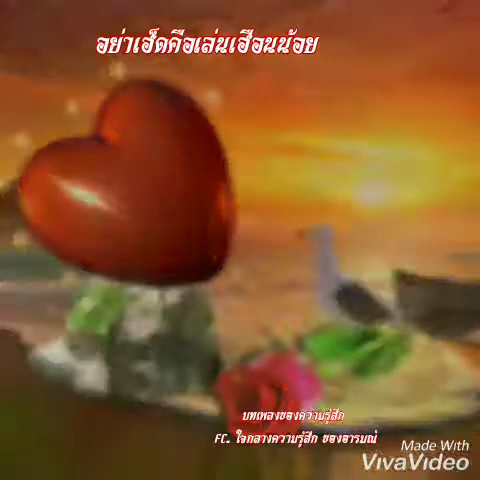 อย่าเฮ็ดคือเล่นเฮือนน้อย
บทเพลงของความรู้สึก
FC.. ใจกลางความรู้สึก ของอารมณ์
Made With
VivaVideo